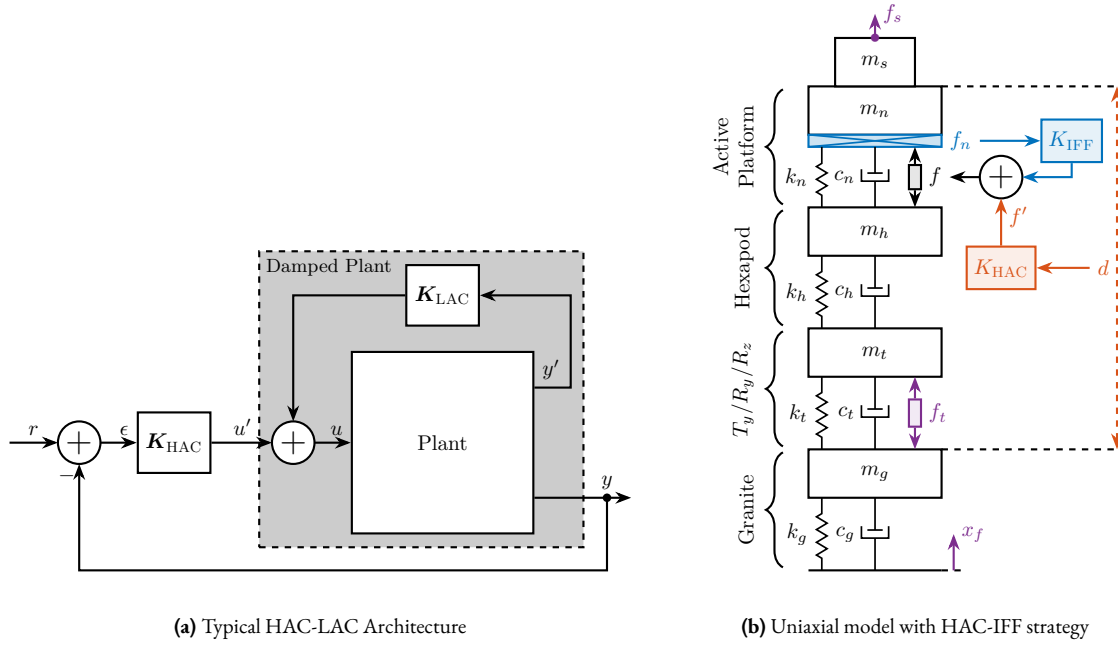 Damped Plant
K_LAC
y′
r
ϵ
K_HAC
u′
u
Plant
y
−
(a) Typical HAC-LAC Architecture
f_s
m_s
m_n
Active
Platform
f_n
K_IFF
k_n
c_n
f
m_h
f′
K_HAC
d
Hexapod
k_h
c_h
m_t
T_y/R_y/R_z
k_t
c_t
f_t
m_g
Granite
k_g
c_g
x_f
(b) Uniaxial model with HAC-IFF strategy